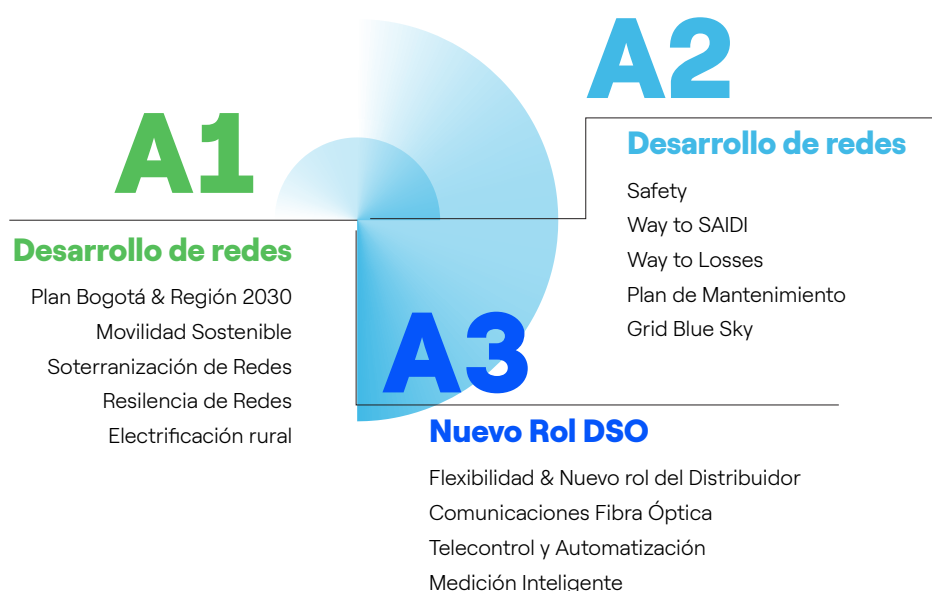 A1
Desarrollo de redes
Plan Bogotá & Región 2030
Movilidad Sostenible
Soterranización de Redes
Resilencia de Redes
Electrificación rural
A2
Desarrollo de redes
Safety
Way to SAIDI
Way to Losses
Plan de Mantenimiento
Grid Blue Sky
A3
Nuevo Rol DSO
Flexibilidad & Nuevo rol del Distribuidor
Comunicaciones Fibra Óptica
Telecontrol y Automatización
Medición Inteligente